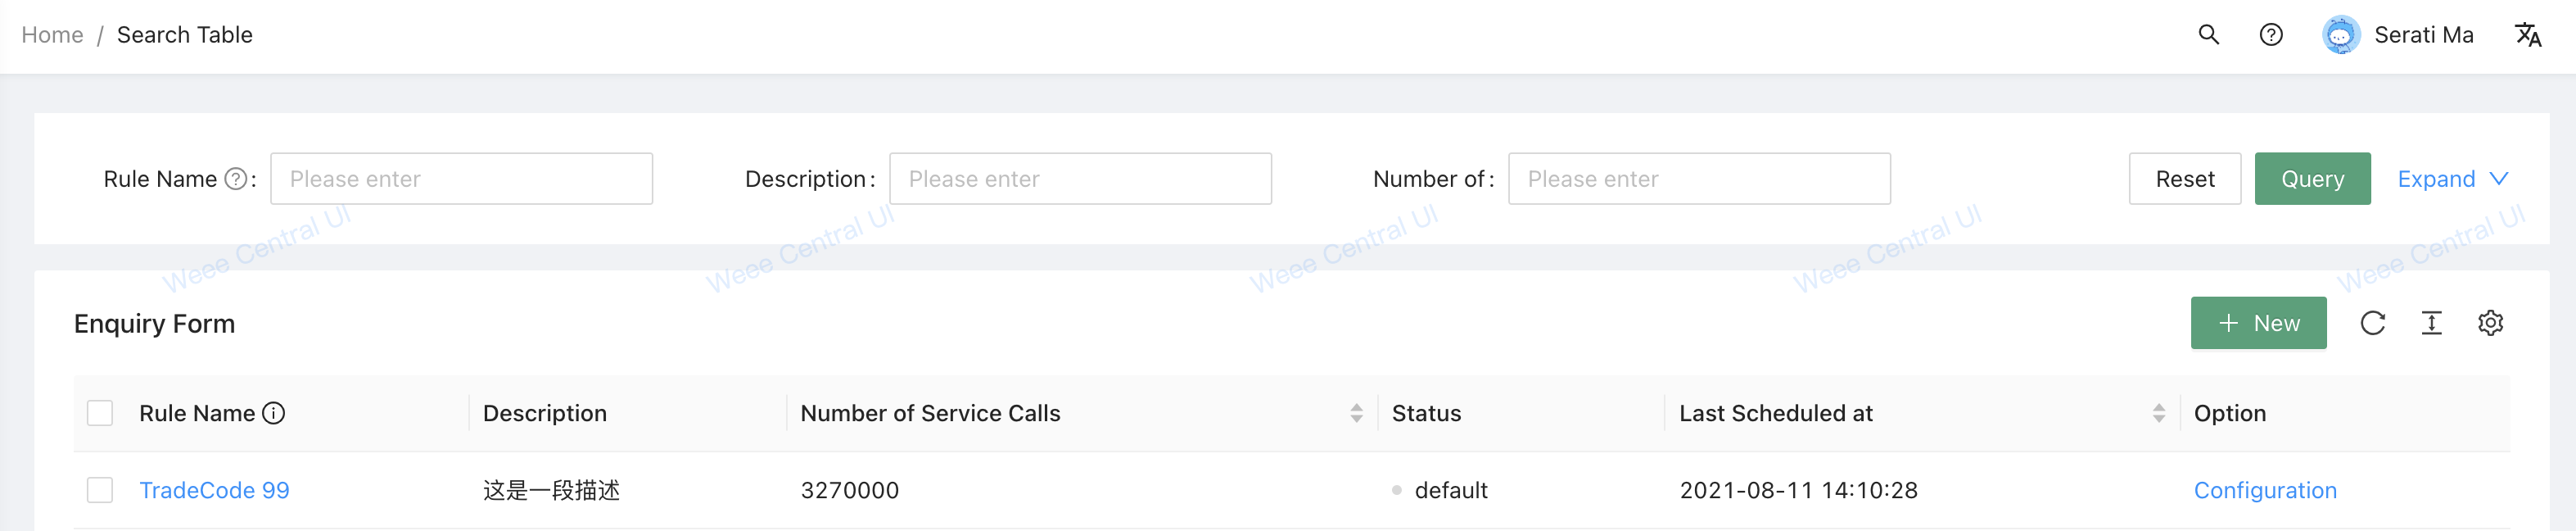 Home / Search Table
Serati Ma
Rule Name : Please enter Description : Please enter Number of : Please enter Reset Query Expand
Weee Central UI Weee Central UI Weee Central UI Weee Central UI Weee Central UI
Enquiry Form
New
Rule Name Description Number of Service Calls Status Last Scheduled at Option
TradeCode 99 这是一段描述 3270000 default 2021-08-11 14:10:28 Configuration